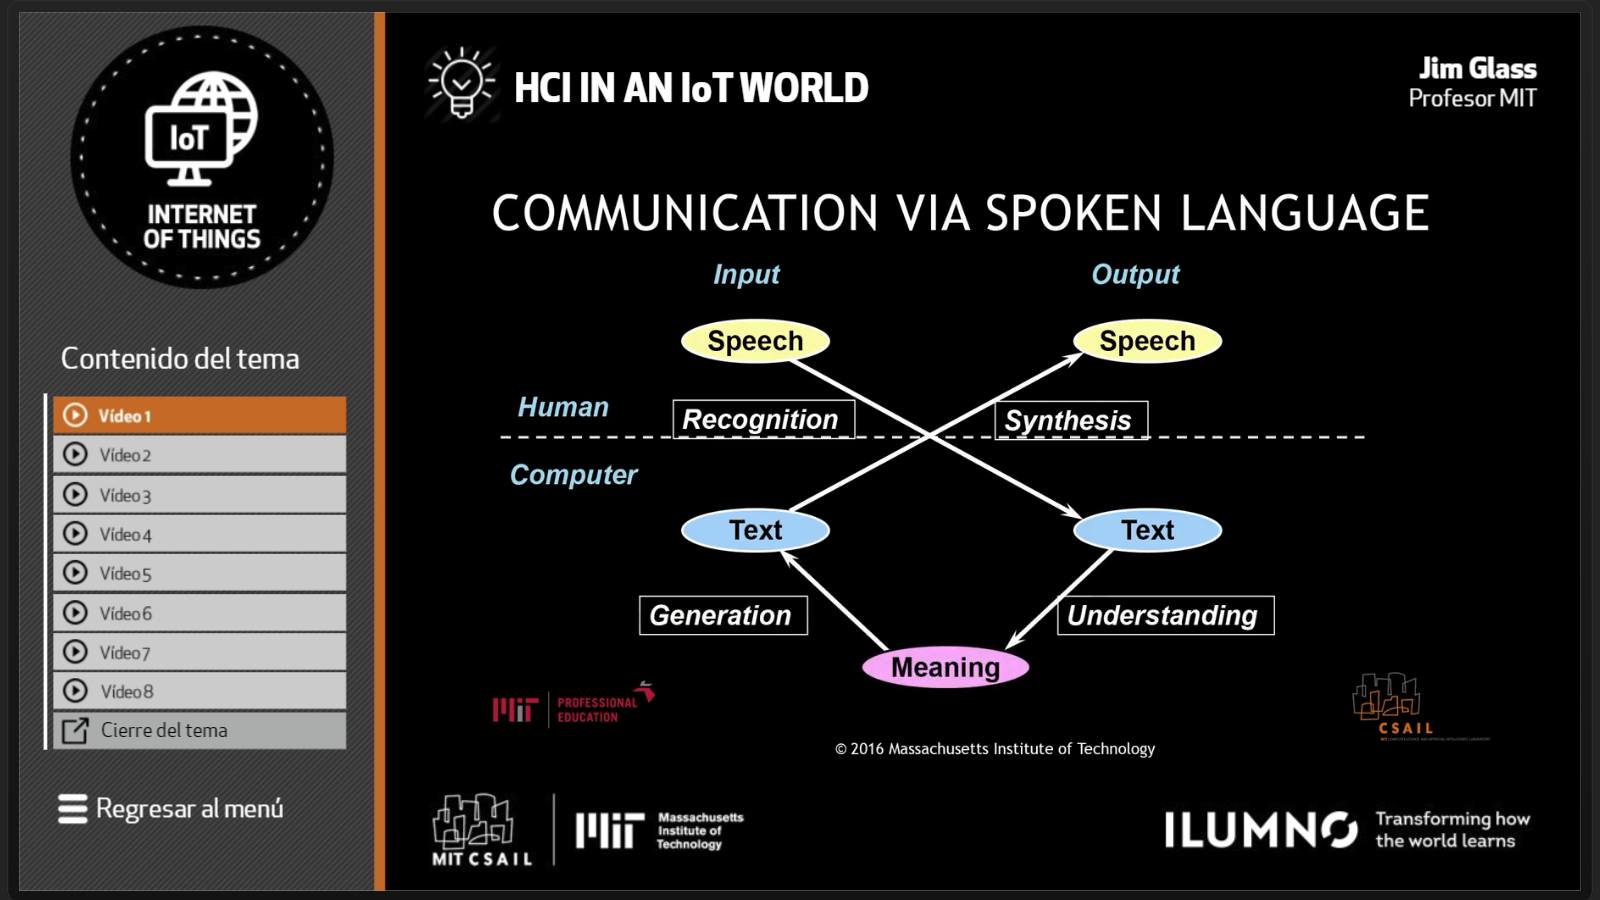 IoT
INTERNET
OF THINGS
Contenido del tema
Vídeo 1
Vídeo 2
Vídeo 3
Vídeo 4
Vídeo 5
Vídeo 6
Vídeo 7
Vídeo 8
Cierre del tema
Regresar al menú
HCI IN AN IoT WORLD
Jim Glass
Profesor MIT
COMMUNICATION VIA SPOKEN LANGUAGE
Input
Output
Speech
Speech
Human
Recognition
Synthesis
Computer
Text
Text
Generation
Understanding
Meaning
MIT
PROFESSIONAL
EDUCATION
CSAIL
© 2016 Massachusetts Institute of Technology
MIT CSAIL
MIT
Massachusetts
Institute of
Technology
ILUMNO
Transforming how
the world learns